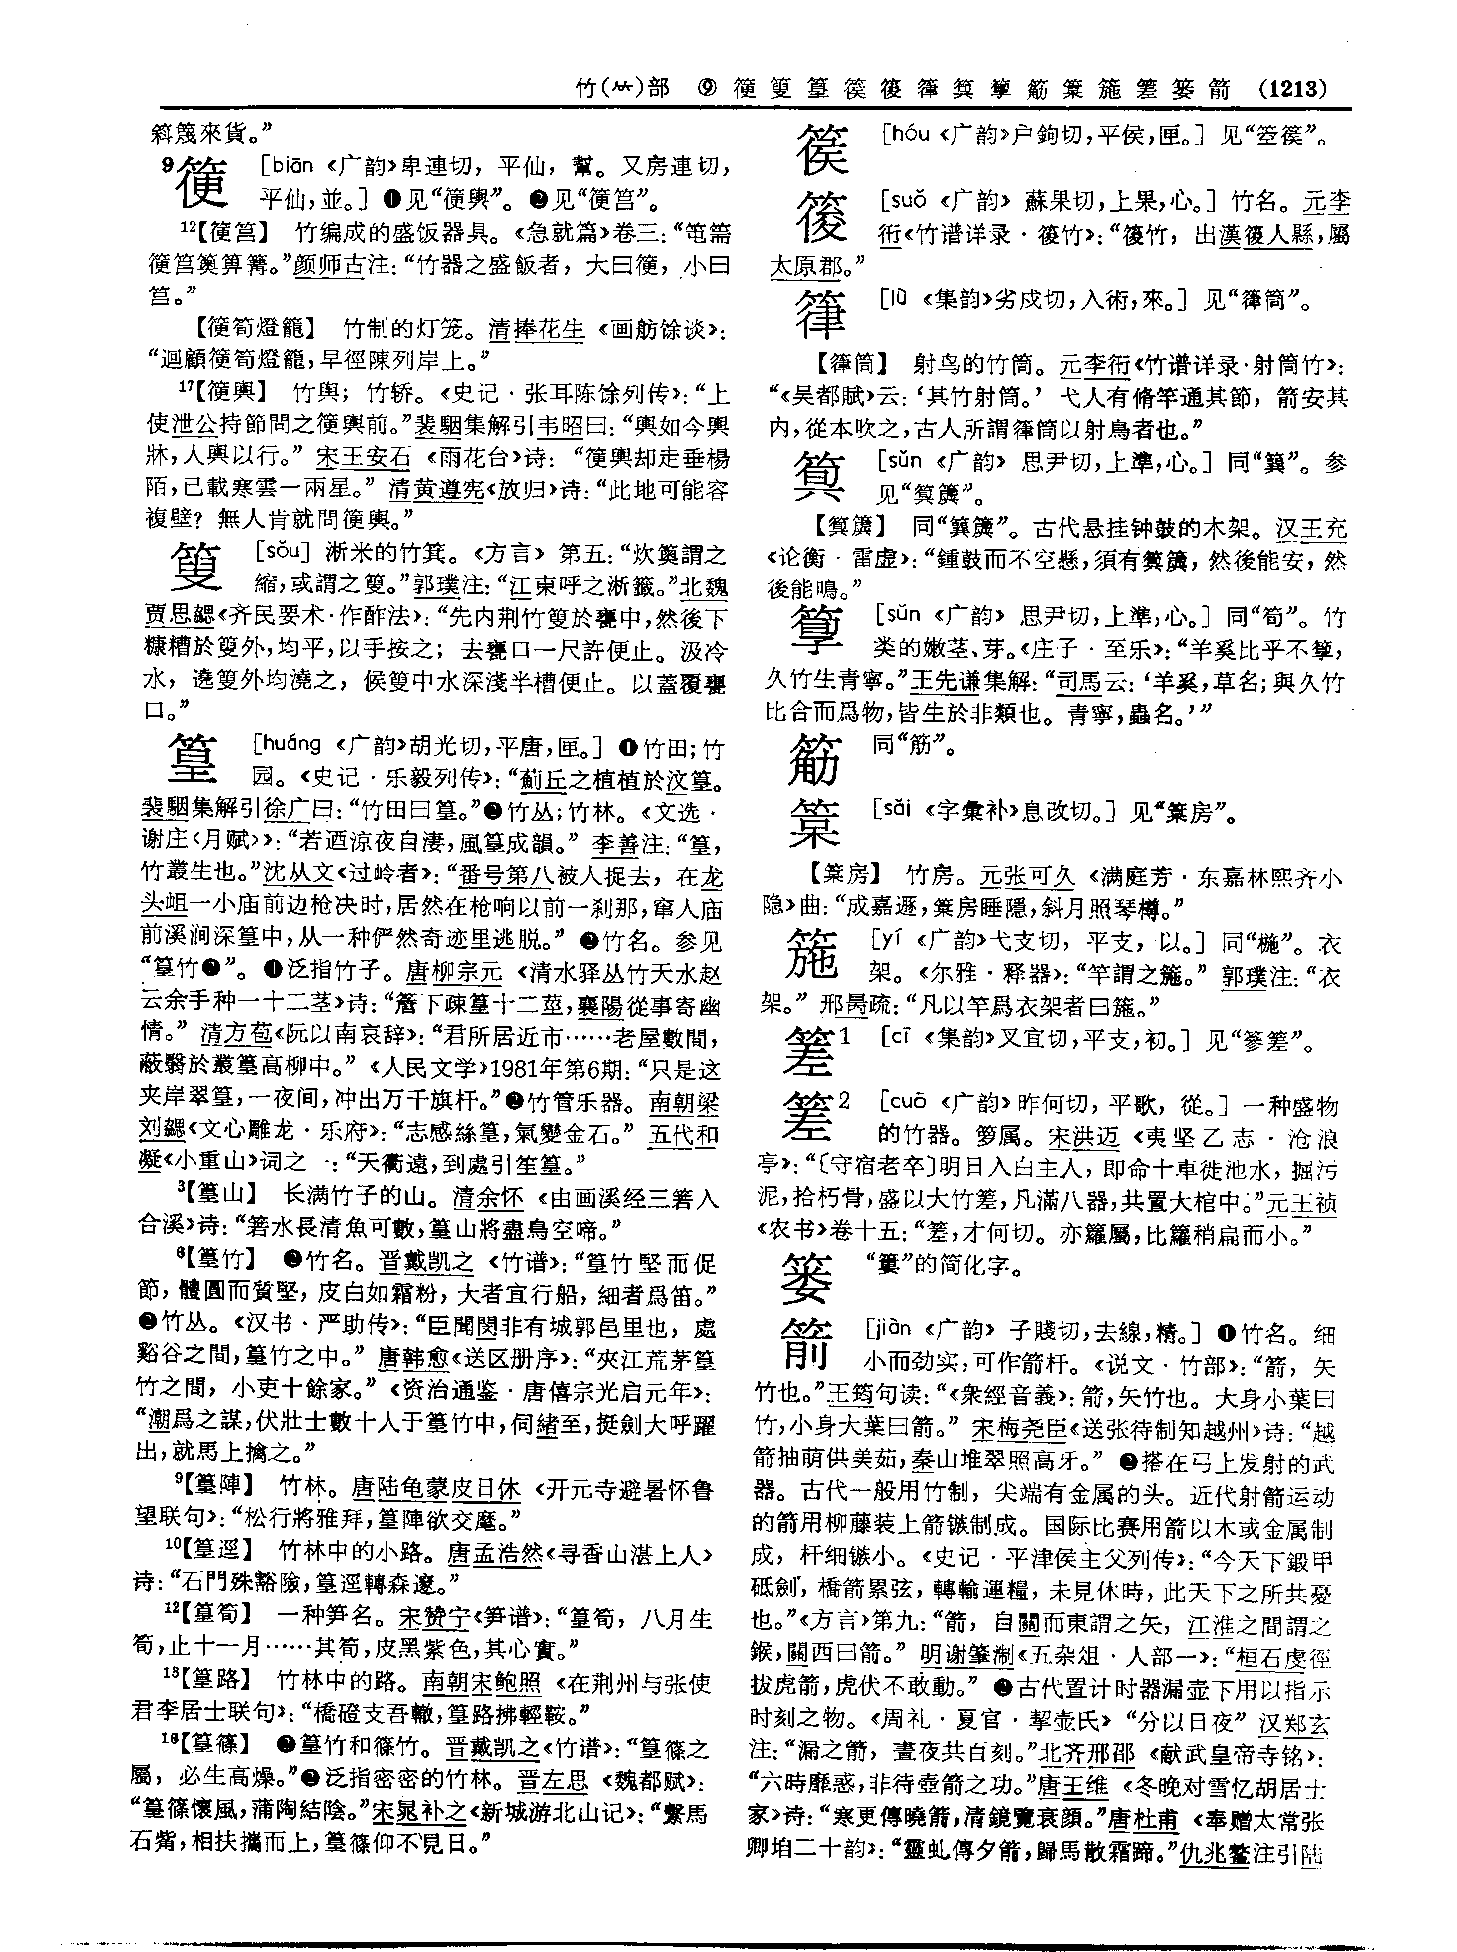 竹(⺮)部 ⑨ 箯䈹篁篌䈗䈮䉁䈣䈥䈊箷䈐䈛篓箭 (1213)
簩篾來貨。”
9箯 [biān《广韵》卑連切，平仙，幫。又房連切，
平仙，並。] ❶见“箯輿”。❷见“箯筥”。
12【箯筥】 竹编成的盛饭器具。《急就篇》卷三：“笹篅
箯筥䉛箅篝。”颜师古注：“竹器之盛飯者，大曰箯，小曰
筥。”
【箯筍燈籠】 竹制的灯笼。清捧花生《画舫馀谈》：
“迴顧箯筍燈籠，早徑陳列岸上。”
17【箯輿】 竹舆；竹轿。《史记·张耳陈馀列传》：“上
使泄公持節問之箯輿前。”裴駰集解引韦昭曰：“輿如今輿
牀，人輿以行。”宋王安石《雨花台》诗：“箯輿却走垂楊
陌，已載寒雲一兩星。”清黄遵宪《放归》诗：“此地可能容
複壁？無人肯就問箯輿。”
䈹 [sǒu] 淅米的竹箕。《方言》第五：“炊䉛謂之
縮，或謂之䈹。”郭璞注：“江東呼之淅籤。”北魏
贾思勰《齐民要术·作酢法》：“先内荆竹䈹於甕中，然後下
糠糟於䈹外，均平，以手按之；去甕口一尺許便止。汲冷
水，遶䈹外均澆之，候䈹中水深淺半糟便止。以蓋覆甕
口。”
篁 [huáng《广韵》胡光切，平唐，匣。] ❶竹田；竹
园。《史记·乐毅列传》：“薊丘之植植於汶篁。
裴駰集解引徐广曰：“竹田曰篁。”❷竹丛；竹林。《文选·
谢庄〈月赋〉》：“若迺涼夜自淒，風篁成韻。”李善注：“篁，
竹叢生也。”沈从文《过岭者》：“番号第八被人捉去，在龙
头岨一小庙前边枪决时，居然在枪响以前一刹那，窜入庙
前溪涧深篁中，从一种俨然奇迹里逃脱。”❸竹名。参见
“篁竹❶”。❹泛指竹子。唐柳宗元《清水驿丛竹天水赵
云余手种一十二茎》诗：“簷下疎篁十二莖，襄陽從事寄幽
情。”清方苞《阮以南哀辞》：“君所居近市……老屋數間，
蔽翳於叢篁高柳中。”《人民文学》1981年第6期：“只是这
夹岸翠篁，一夜间，冲出万千旗杆。”❺竹管乐器。南朝梁
刘勰《文心雕龙·乐府》：“志感絲篁，氣變金石。”五代和
凝《小重山》词之一：“天衢遠，到處引笙篁。”
3【篁山】 长满竹子的山。清余怀《由画溪经三箬入
合溪》诗：“箬水長清魚可數，篁山將盡鳥空啼。”
6【篁竹】 ❶竹名。晋戴凯之《竹谱》：“篁竹堅而促
節，體圓而質堅，皮白如霜粉，大者宜行船，細者爲笛。”
❷竹丛。《汉书·严助传》：“臣聞閩非有城郭邑里也，處
谿谷之間，篁竹之中。”唐韩愈《送区册序》：“夾江荒茅篁
竹之間，小吏十餘家。”《资治通鉴·唐僖宗光启元年》：
“潮爲之謀，伏壯士數十人于篁竹中，伺緒至，挺劍大呼躍
出，就馬上擒之。”
9【篁陣】 竹林。唐陆龟蒙皮日休《开元寺避暑怀鲁
望联句》：“松行將雅拜，篁陣欲交麾。”
10【篁逕】 竹林中的小路。唐孟浩然《寻香山湛上人》
诗：“石門殊豁險，篁逕轉森邃。”
12【篁筍】 一种笋名。宋赞宁《笋谱》：“篁筍，八月生
筍，止十一月……其筍，皮黑紫色，其心實。”
13【篁路】 竹林中的路。南朝宋鲍照《在荆州与张使
君李居士联句》：“橋磴支吾轍，篁路拂輕鞍。”
16【篁篠】 ❶篁竹和篠竹。晋戴凯之《竹谱》：“篁篠之
屬，必生高燥。”❷泛指密密的竹林。晋左思《魏都赋》：
“篁篠懷風，蒲陶結陰。”宋晁补之《新城游北山记》：“繫馬
石觜，相扶攜而上，篁篠仰不見日。”
篌 [hóu《广韵》户鉤切，平侯，匣。] 见“箜篌”。
䈗 [suǒ《广韵》蘇果切，上果，心。] 竹名。元李
衎《竹谱详录·䈗竹》：“䈗竹，出漢䈗人縣，屬
太原郡。”
䈮 [lǜ《集韵》劣戍切，入術，來。] 见“䈮筒”。
【䈮筒】 射鸟的竹筒。元李衎《竹谱详录·射筒竹》：
“《吴都賦》云：‘其竹射筒。’弋人有脩竿通其節，箭安其
内，從本吹之，古人所謂䈮筒以射鳥者也。”
䉁 [sǔn《广韵》思尹切，上準，心。] 同“簨”。参
见“䉁簴”。
【䉁簴】 同“簨簴”。古代悬挂钟鼓的木架。汉王充
《论衡·雷虚》：“鍾鼓而不空懸，須有䉁簴，然後能安，然
後能鳴。”
䈣 [sǔn《广韵》思尹切，上準，心。] 同“筍”。竹
类的嫩茎、芽。《庄子·至乐》：“羊奚比乎不䈣，
久竹生青寧。”王先谦集解：“司馬云：‘羊奚，草名；與久竹
比合而爲物，皆生於非類也。青寧，蟲名。’”
䈥 同“筋”。
䈊 [sǎi《字彙补》息改切。] 见“䈊房”。
【䈊房】 竹房。元张可久《满庭芳·东嘉林熙齐小
隐》曲：“成嘉遯，䈊房睡隱，斜月照琴樽。”
箷 [yí《广韵》弋支切，平支，以。] 同“椸”。衣
架。《尔雅·释器》：“竿謂之箷。”郭璞注：“衣
架。”邢昺疏：“凡以竿爲衣架者曰箷。”
䈐1 [cī《集韵》叉宜切，平支，初。] 见“篸䈐”。
䈐2 [cuó《广韵》昨何切，平歌，從。] 一种盛物
的竹器。箩属。宋洪迈《夷坚乙志·沧浪
亭》：“〔守宿老卒〕明日入白主人，即命十車徙池水，掘污
泥，拾朽骨，盛以大竹䈐，凡滿八器，共置大棺中。”元王祯
《农书》卷十五：“䈐，才何切。亦籮屬，比籮稍扁而小。”
篓 “簍”的简化字。
箭 [jiàn《广韵》子賤切，去線，精。] ❶竹名。细
小而劲实，可作箭杆。《说文·竹部》：“箭，矢
竹也。”王筠句读：“《衆經音義》：箭，矢竹也。大身小葉曰
竹，小身大葉曰箭。”宋梅尧臣《送张待制知越州》诗：“越
箭抽萌供美茹，秦山堆翠照高牙。”❷搭在弓上发射的武
器。古代一般用竹制，尖端有金属的头。近代射箭运动
的箭用柳藤装上箭镞制成。国际比赛用箭以木或金属制
成，杆细镞小。《史记·平津侯主父列传》：“今天下鍛甲
砥劍，橋箭累弦，轉輸運糧，未見休時，此天下之所共憂
也。”《方言》第九：“箭，自關而東謂之矢，江淮之間謂之
鍭，關西曰箭。”明谢肇淛《五杂俎·人部一》：“桓石虔徑
拔虎箭，虎伏不敢動。”❸古代置计时器漏壶下用以指示
时刻之物。《周礼·夏官·挈壶氏》“分以日夜”汉郑玄
注：“漏之箭，晝夜共百刻。”北齐邢邵《献武皇帝寺铭》：
“六時靡惑，非待壺箭之功。”唐王维《冬晚对雪忆胡居士
家》诗：“寒更傳曉箭，清鏡覽衰顔。”唐杜甫《奉赠太常张
卿垍二十韵》：“靈虬傳夕箭，歸馬散霜蹄。”仇兆鳌注引陆